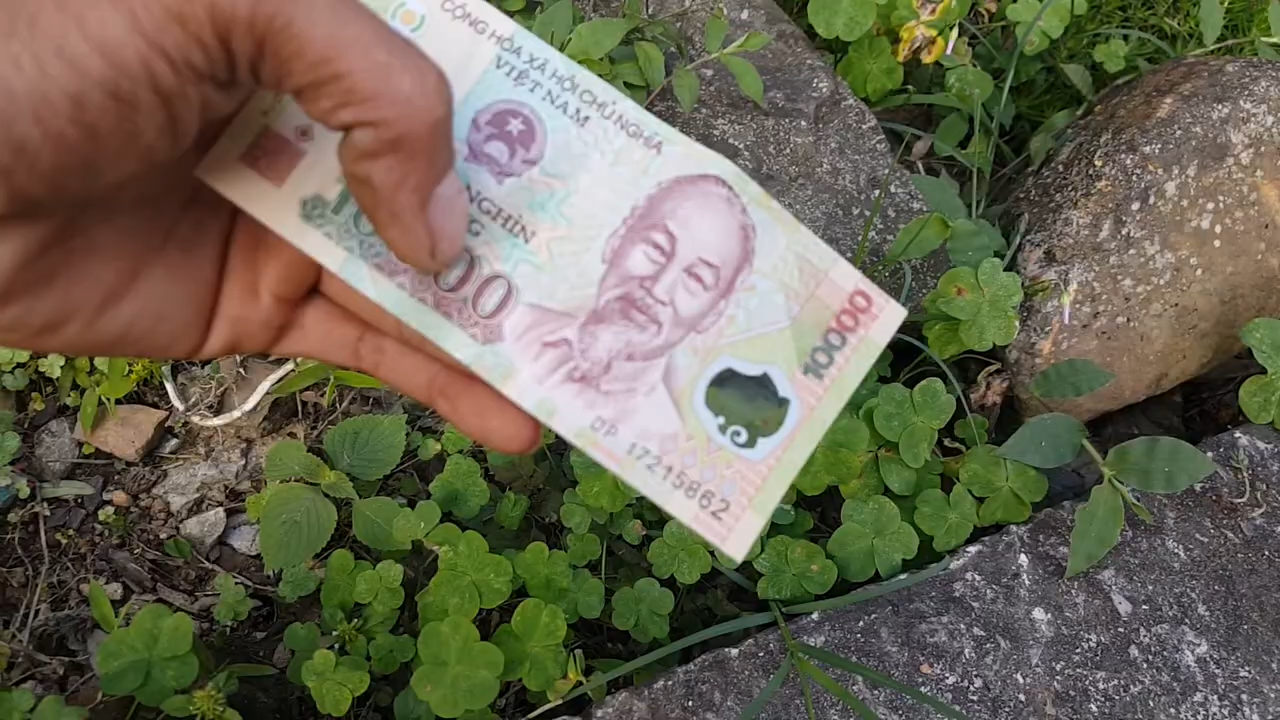 CỘNG HÒA XÃ HỘI CHỦ NGHĨA
VIỆT NAM
NGHÌN
10000
DP 17215862